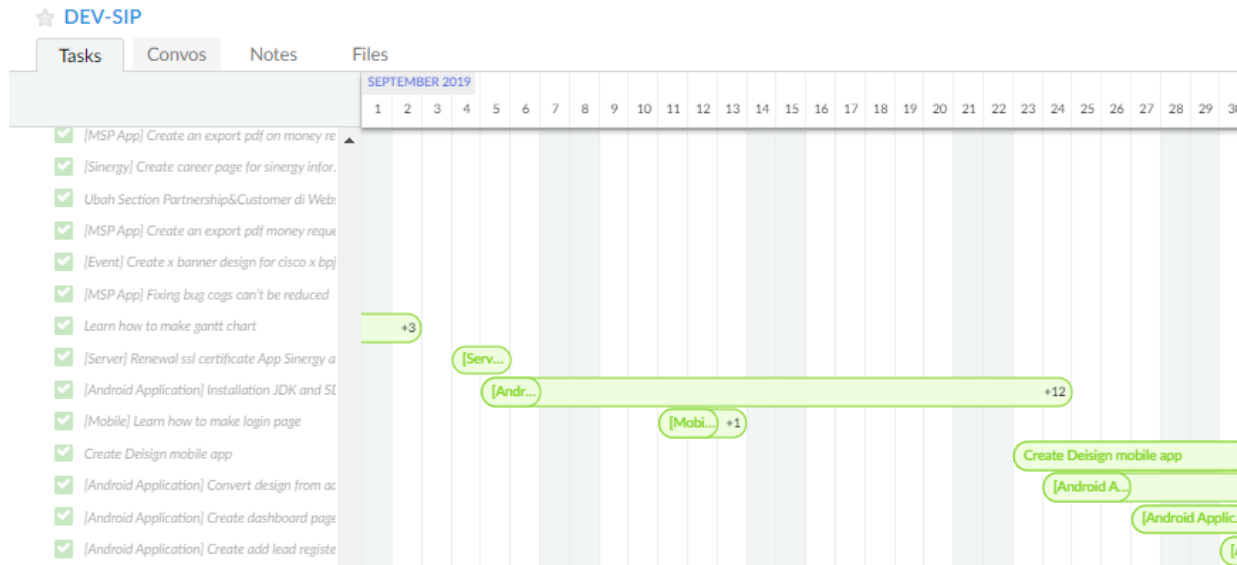 DEV-SIP
Tasks Convos Notes Files
SEPTEMBER 2019
1 2 3 4 5 6 7 8 9 10 11 12 13 14 15 16 17 18 19 20 21 22 23 24 25 26 27 28 29 30
[MSP App] Create an export pdf on money re
[Sinergy] Create career page for sinergy infor.
Ubah Section Partnership&Customer di Webs
[MSP App] Create an export pdf money reque
[Event] Create x banner design for cisco x bpj
[MSP App] Fixing bug cogs can't be reduced
Learn how to make gantt chart +3
[Server] Renewal ssl certificate App Sinergy a [Serv...
[Android Application] Installation JDK and SD [Andr... +12
[Mobile] Learn how to make login page [Mobi... +1
Create Deisign mobile app Create Deisign mobile app
[Android Application] Convert design from ad [Android A...
[Android Application] Create dashboard page [Android Applic.
[Android Application] Create add lead registe